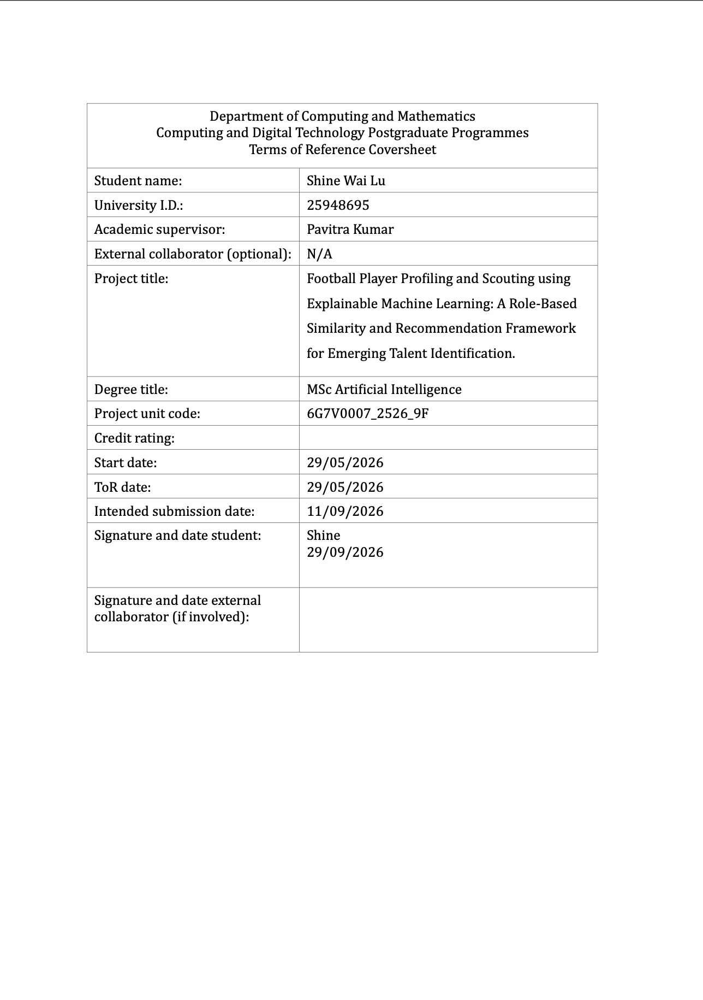 Department of Computing and Mathematics
Computing and Digital Technology Postgraduate Programmes
Terms of Reference Coversheet
Student name: Shine Wai Lu
University I.D.: 25948695
Academic supervisor: Pavitra Kumar
External collaborator (optional): N/A
Project title: Football Player Profiling and Scouting using
Explainable Machine Learning: A Role-Based
Similarity and Recommendation Framework
for Emerging Talent Identification.
Degree title: MSc Artificial Intelligence
Project unit code: 6G7V0007_2526_9F
Credit rating:
Start date: 29/05/2026
ToR date: 29/05/2026
Intended submission date: 11/09/2026
Signature and date student: Shine
29/09/2026
Signature and date external
collaborator (if involved):